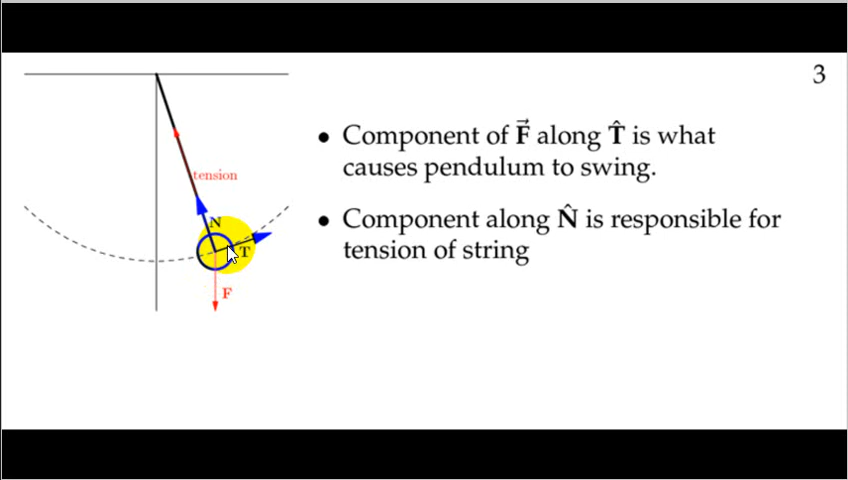 3
• Component of F⃗ along T̂ is what
causes pendulum to swing.
• Component along N̂ is responsible for
tension of string
tension
N
T
F